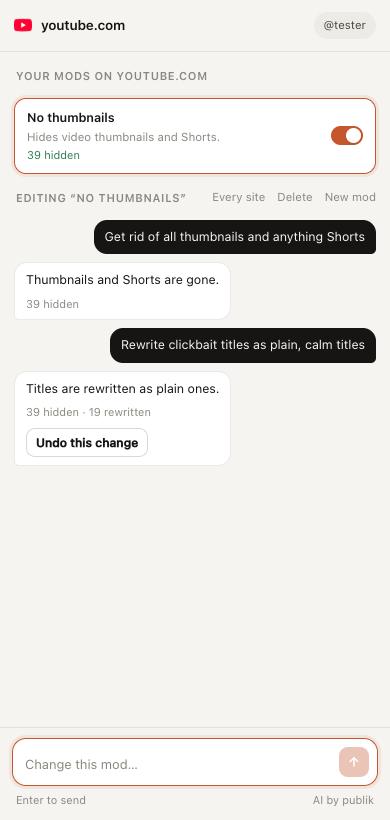 youtube.com
@tester
YOUR MODS ON YOUTUBE.COM
No thumbnails
Hides video thumbnails and Shorts.
39 hidden
EDITING “NO THUMBNAILS”
Every site
Delete
New mod
Get rid of all thumbnails and anything Shorts
Thumbnails and Shorts are gone.
39 hidden
Rewrite clickbait titles as plain, calm titles
Titles are rewritten as plain ones.
39 hidden · 19 rewritten
Undo this change
Change this mod...
Enter to send
AI by publik